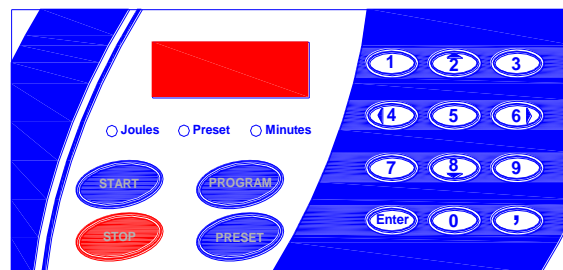 1 2 3
4 5 6
Joules Preset Minutes
7 8 9
START PROGRAM
Enter 0 ,
STOP PRESET